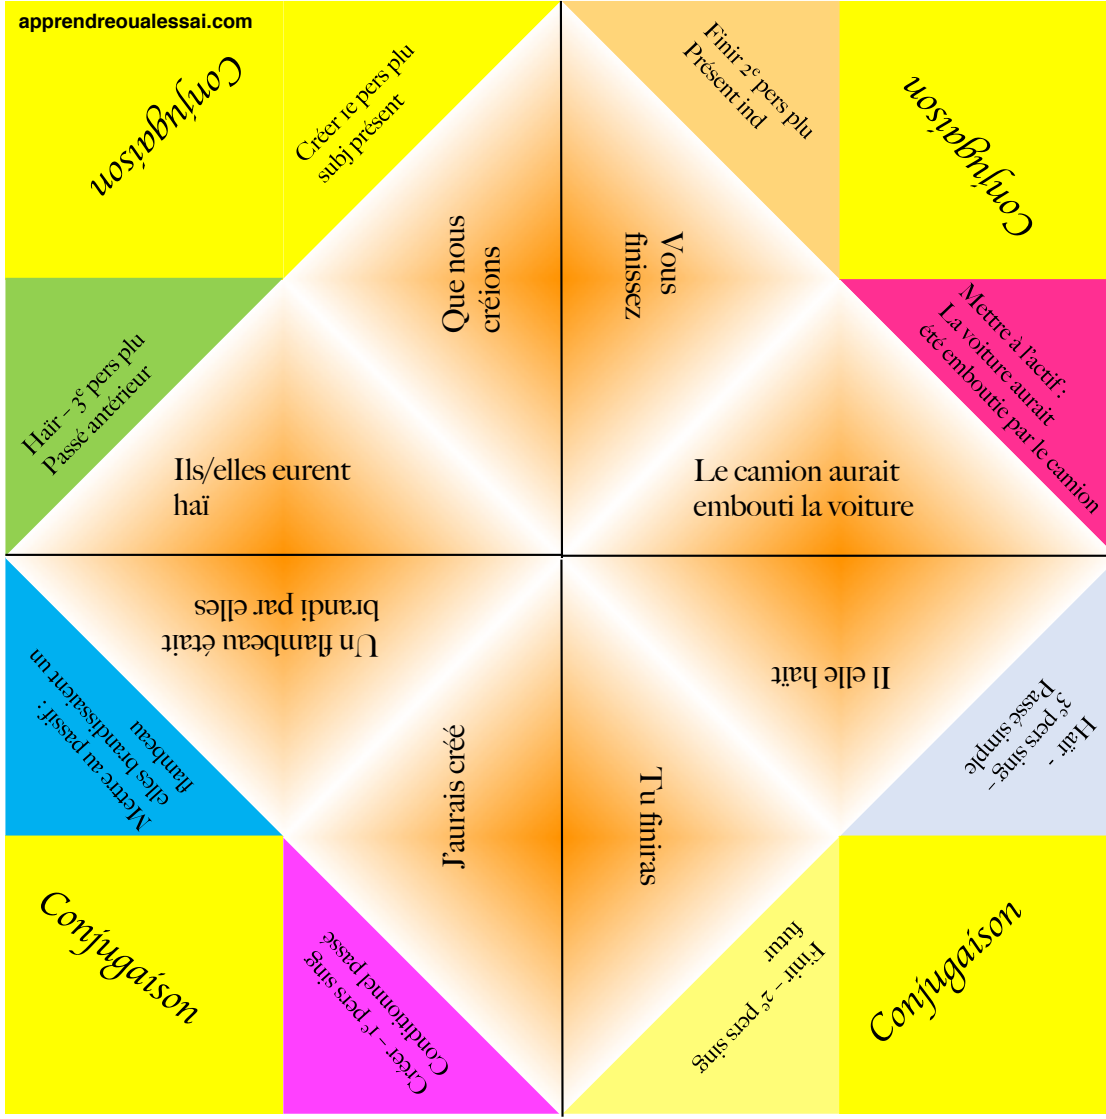 apprendreoualessai.com
Conjugaison
Créer 1e pers plu
subj présent
Finir 2e pers plu
Présent ind
Conjugaison
Que nous
créions
Vous
finissez
Haïr – 3e pers plu
Passé antérieur
Mettre à l'actif :
La voiture aurait
été emboutie par le camion
Ils/elles eurent
haï
Le camion aurait
embouti la voiture
Un flambeau était
brandi par elles
Il elle haït
Mettre au passif :
elles brandissaient un
flambeau
Haïr -
3e pers sing –
Passé simple
J'aurais créé
Tu finiras
Conjugaison
Créer – 1e pers sing
Conditionnel passé
Finir – 2e pers sing
futur
Conjugaison